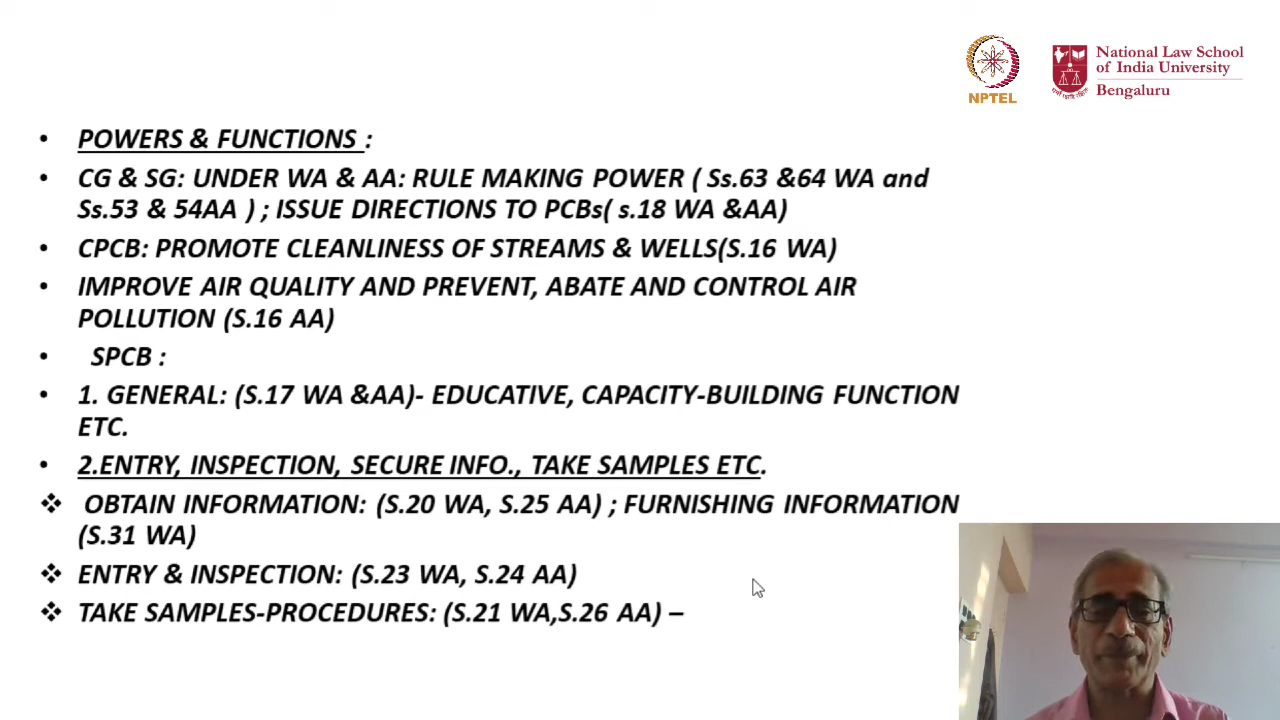 NPTEL
National Law School
of India University
Bengaluru
• POWERS & FUNCTIONS :
• CG & SG: UNDER WA & AA: RULE MAKING POWER ( Ss.63 &64 WA and
Ss.53 & 54AA ) ; ISSUE DIRECTIONS TO PCBs( s.18 WA &AA)
• CPCB: PROMOTE CLEANLINESS OF STREAMS & WELLS(S.16 WA)
• IMPROVE AIR QUALITY AND PREVENT, ABATE AND CONTROL AIR
POLLUTION (S.16 AA)
• SPCB :
• 1. GENERAL: (S.17 WA &AA)- EDUCATIVE, CAPACITY-BUILDING FUNCTION
ETC.
• 2.ENTRY, INSPECTION, SECURE INFO., TAKE SAMPLES ETC.
❖ OBTAIN INFORMATION: (S.20 WA, S.25 AA) ; FURNISHING INFORMATION
(S.31 WA)
❖ ENTRY & INSPECTION: (S.23 WA, S.24 AA)
❖ TAKE SAMPLES-PROCEDURES: (S.21 WA,S.26 AA) –